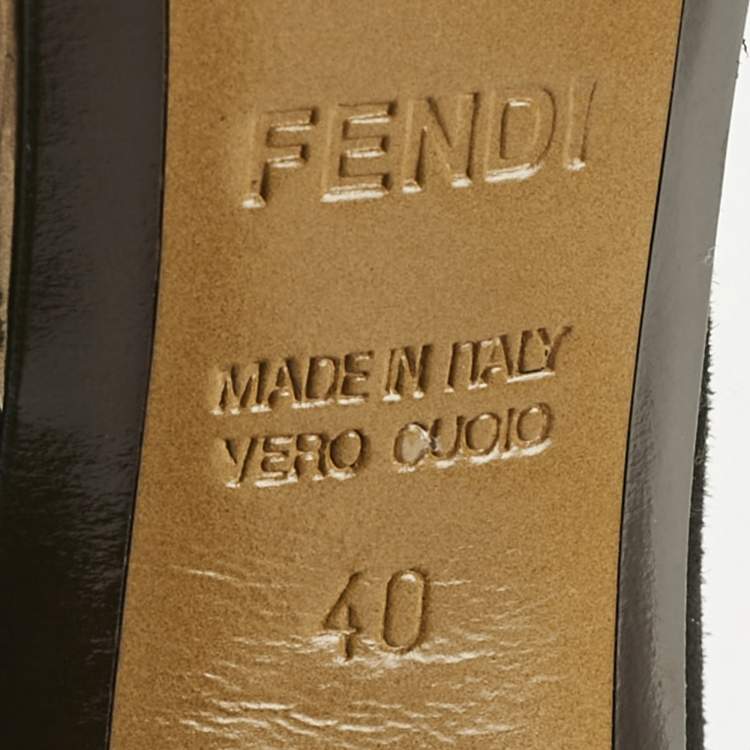 FENDI
MADE IN ITALY
VERO CUOIO
40